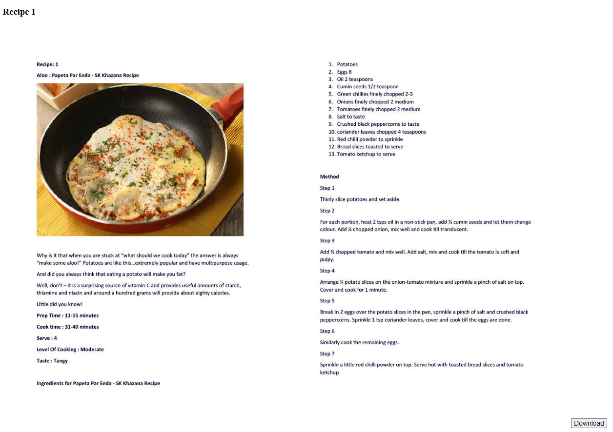 Recipe 1
Recipe: 1
Aloo : Papeta Par Eeda - SK Khazana Recipe
Why is it that when you are stuck at "what should we cook today" the answer is always
"make some aloo!" Potatoes are like this...extremely popular and have multipurpose usage.
And did you always think that eating a potato will make you fat?
Well, don't – it is a surprising source of vitamin C and provides useful amounts of starch,
thiamine and niacin and around a hundred grams will provide about eighty calories.
Little did you know!
Prep Time : 11-15 minutes
Cook time : 31-40 minutes
Serve : 4
Level Of Cooking : Moderate
Taste : Tangy
Ingredients for Papeta Par Eeda - SK Khazana Recipe
1. Potatoes
2. Eggs 8
3. Oil 2 teaspoons
4. Cumin seeds 1/2 teaspoon
5. Green chillies finely chopped 2-3
6. Onions finely chopped 2 medium
7. Tomatoes finely chopped 2 medium
8. Salt to taste
9. Crushed black peppercorns to taste
10. coriander leaves chopped 4 teaspoons
11. Red chilli powder to sprinkle
12. Bread slices toasted to serve
13. Tomato ketchup to serve
Method
Step 1
Thinly slice potatoes and set aside.
Step 2
For each portion, heat 2 tsps oil in a non-stick pan, add ½ cumin seeds and let them change
colour. Add ½ chopped onion, mix well and cook till translucent.
Step 3
Add ½ chopped tomato and mix well. Add salt, mix and cook till the tomato is soft and
pulpy.
Step 4
Arrange ¼ potato slices on the onion-tomato mixture and sprinkle a pinch of salt on top.
Cover and cook for 1 minute.
Step 5
Break in 2 eggs over the potato slices in the pan, sprinkle a pinch of salt and crushed black
peppercorns. Sprinkle 1 tsp coriander leaves, cover and cook till the eggs are done.
Step 6
Similarly cook the remaining eggs.
Step 7
Sprinkle a little red chilli powder on top. Serve hot with toasted bread slices and tomato
ketchup
Download